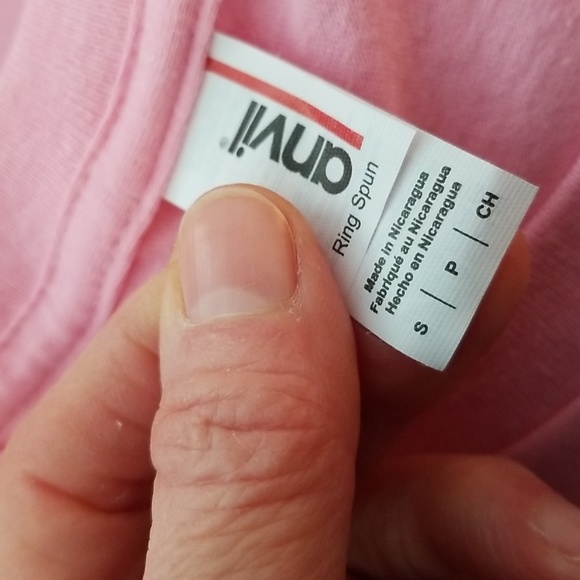 anvil®
Ring Spun
Made in Nicaragua
Fabriqué au Nicaragua
Hecho en Nicaragua
S | P | CH